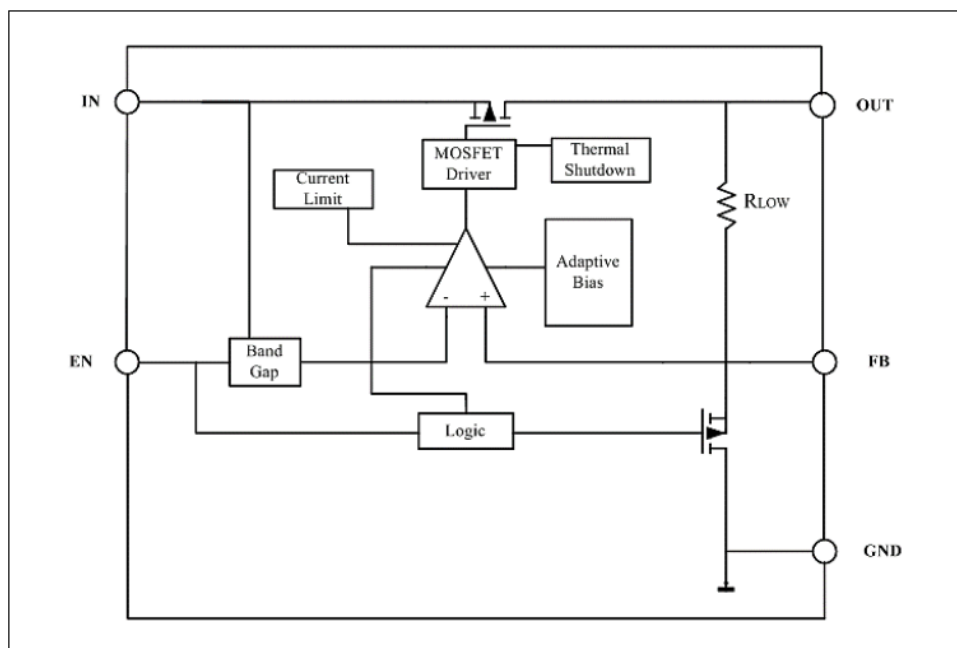 IN
OUT
MOSFET
Driver
Thermal
Shutdown
Current
Limit
RLOW
Adaptive
Bias
- +
EN
Band
Gap
FB
Logic
GND